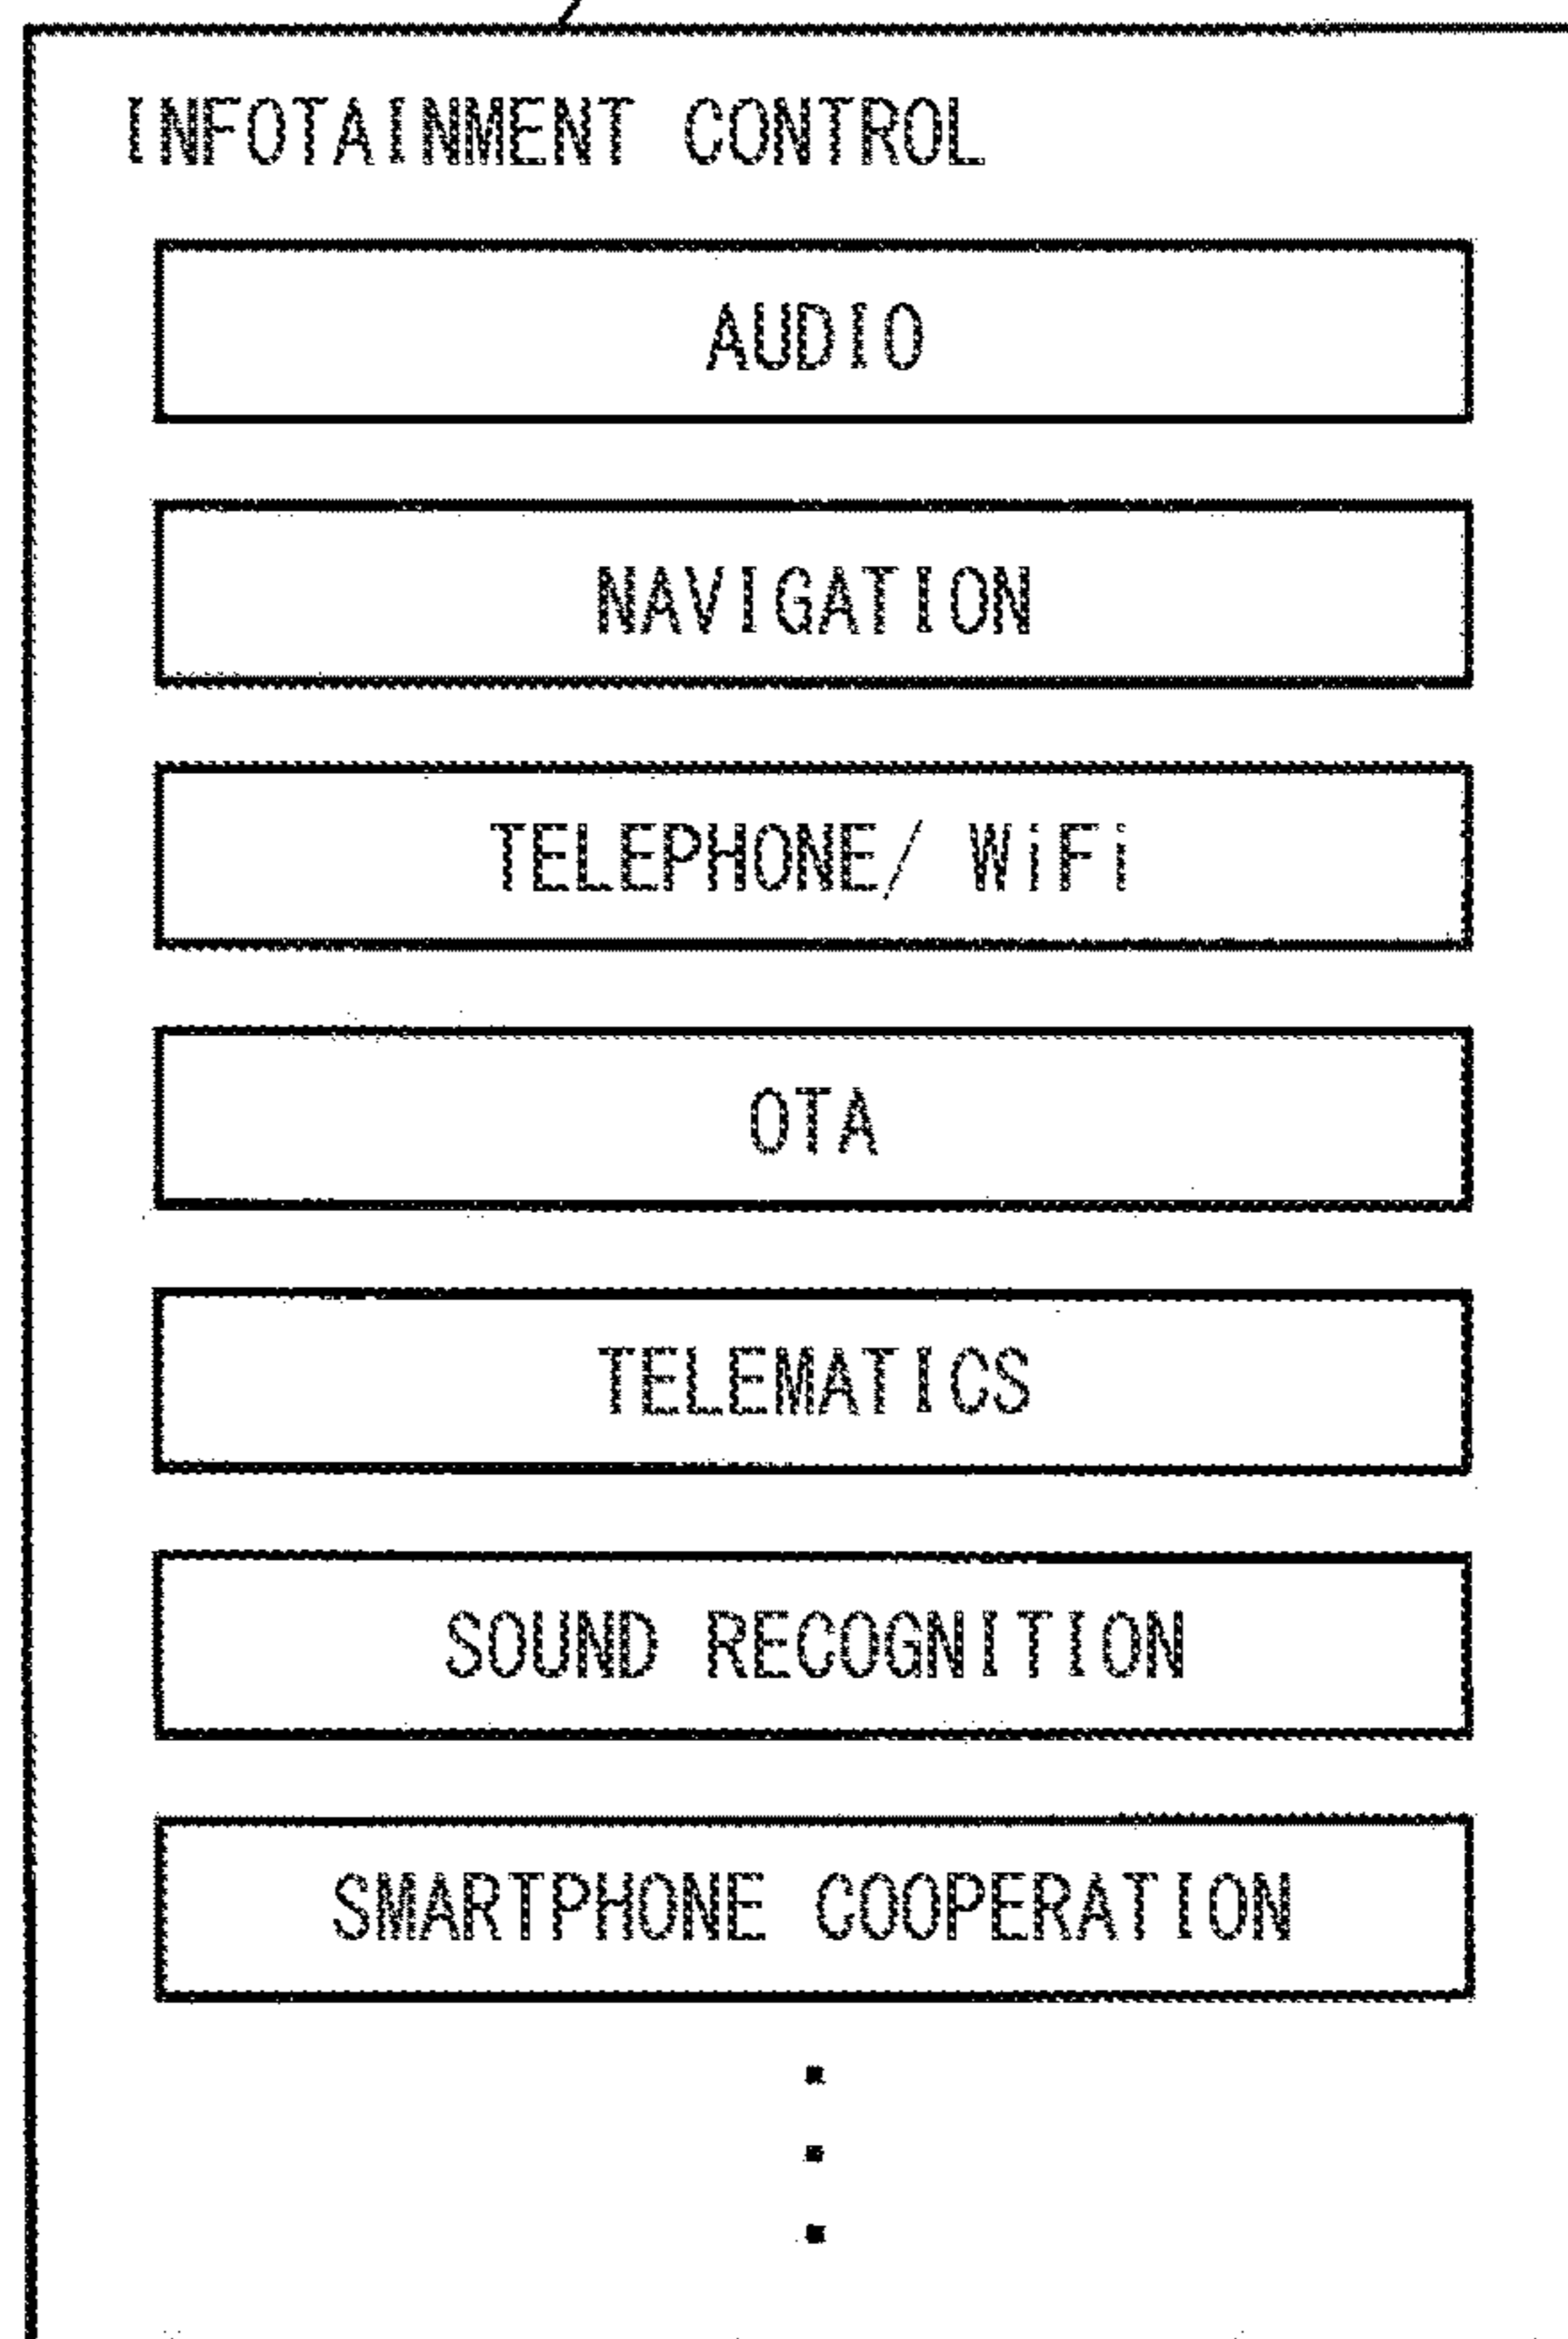 INFOTAINMENT CONTROL
AUDIO
NAVIGATION
TELEPHONE/ WiFi
OTA
TELEMATICS
SOUND RECOGNITION
SMARTPHONE COOPERATION